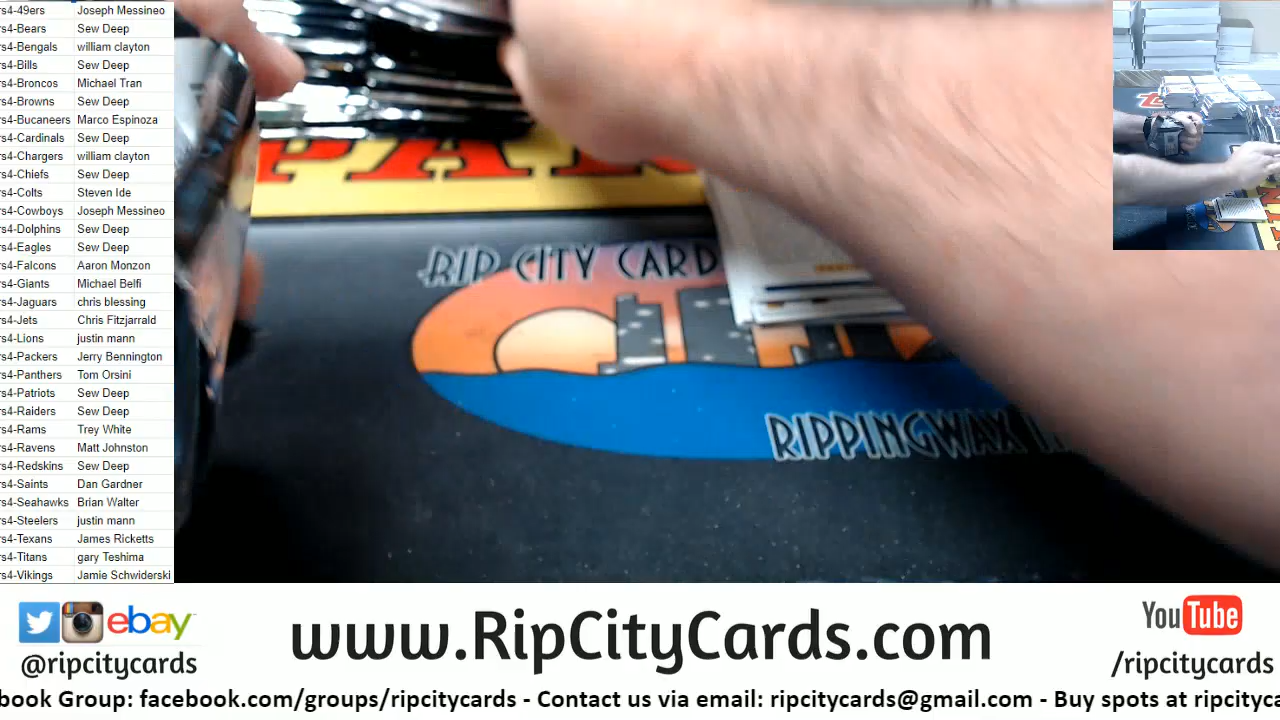 rs4-49ers Joseph Messineo
rs4-Bears Sew Deep
rs4-Bengals william clayton
rs4-Bills Sew Deep
rs4-Broncos Michael Tran
rs4-Browns Sew Deep
rs4-Bucaneers Marco Espinoza
rs4-Cardinals Sew Deep
rs4-Chargers william clayton
rs4-Chiefs Sew Deep
rs4-Colts Steven Ide
rs4-Cowboys Joseph Messineo
rs4-Dolphins Sew Deep
rs4-Eagles Sew Deep
rs4-Falcons Aaron Monzon
rs4-Giants Michael Belfi
rs4-Jaguars chris blessing
rs4-Jets Chris Fitzjarrald
rs4-Lions justin mann
rs4-Packers Jerry Bennington
rs4-Panthers Tom Orsini
rs4-Patriots Sew Deep
rs4-Raiders Sew Deep
rs4-Rams Trey White
rs4-Ravens Matt Johnston
rs4-Redskins Sew Deep
rs4-Saints Dan Gardner
rs4-Seahawks Brian Walter
rs4-Steelers justin mann
rs4-Texans James Ricketts
rs4-Titans gary Teshima
rs4-Vikings Jamie Schwiderski
PAN
RIP CITY CARD
RIPPINGWAX
ebay
@ripcitycards
www.RipCityCards.com
YouTube
/ripcitycards
book Group: facebook.com/groups/ripcitycards - Contact us via email: ripcitycards@gmail.com - Buy spots at ripcityca